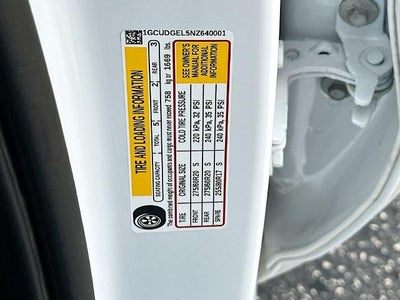 1GCUDGEL5NZ640001
TIRE AND LOADING INFORMATION
SEATING CAPACITY TOTAL 5 FRONT 2 REAR 3
The combined weight of occupants and cargo must never exceed 758 kg or 1669 lbs.
TIRE ORIGINAL SIZE COLD TIRE PRESSURE
FRONT 275/60R20 S 220 kPa, 32 PSI
REAR 275/60R20 S 240 kPa, 35 PSI
SPARE 255/80R17 S 240 kPa, 35 PSI
SEE OWNER'S
MANUAL FOR
ADDITIONAL
INFORMATION